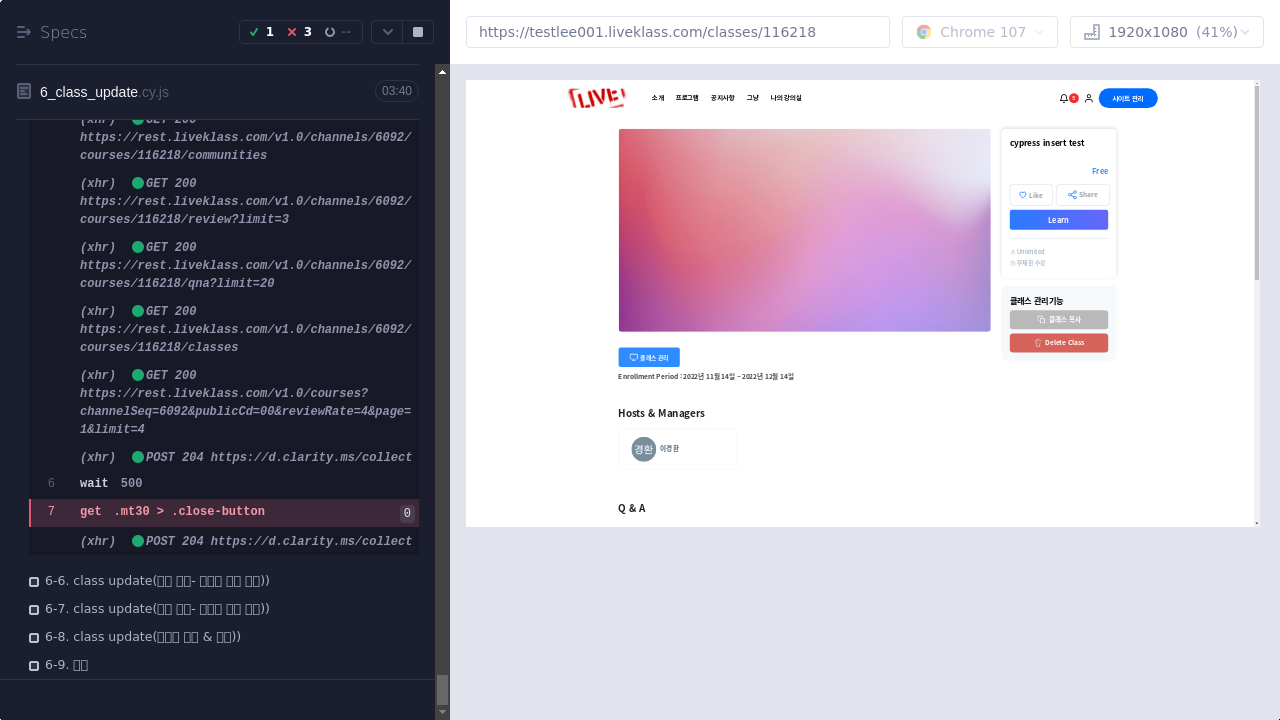 Specs
1 3 --
6_class_update.cy.js
03:40
(xhr) GET 200
https://rest.liveklass.com/v1.0/channels/6092/
courses/116218/communities
(xhr) GET 200
https://rest.liveklass.com/v1.0/channels/6092/
courses/116218/review?limit=3
(xhr) GET 200
https://rest.liveklass.com/v1.0/channels/6092/
courses/116218/qna?limit=20
(xhr) GET 200
https://rest.liveklass.com/v1.0/channels/6092/
courses/116218/classes
(xhr) GET 200
https://rest.liveklass.com/v1.0/courses?
channelSeq=6092&publicCd=00&reviewRate=4&page=
1&limit=4
(xhr) POST 204 https://d.clarity.ms/collect
6 wait 500
7 get .mt30 > .close-button 0
(xhr) POST 204 https://d.clarity.ms/collect
6-6. class update(
6-7. class update(
6-8. class update(
6-9.
https://testlee001.liveklass.com/classes/116218
Chrome 107
1920x1080 (41%)
LIVE!
소개 프로그램 공지사항 그냥 나의 강의실
사이트 관리
cypress insert test
Free
Like Share
Learn
Unlimited
무제한 수강
클래스 관리기능
클래스 복사
Delete Class
클래스 관리
Enrollment Period : 2022년 11월 14일 ~ 2022년 12월 14일
Hosts & Managers
경환 이경환
Q & A